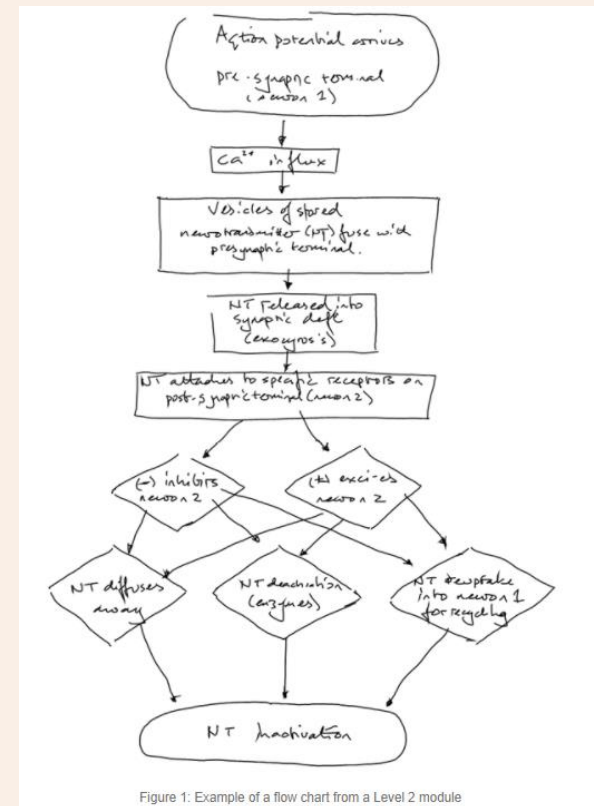 Action potential arrives
pre-synaptic terminal
(neuron 1)
Ca²⁺ influx
Vesicles of stored
neurotransmitter (NT) fuse with
presynaptic terminal.
NT released into
synaptic cleft
(exocytosis)
NT attaches to specific receptors on
post-synaptic terminal (neuron 2)
(-) inhibits
neuron 2
(+) excites
neuron 2
NT diffuses
away
NT deactivation
(enzymes)
NT reuptake
into neuron 1
for recycling
NT Inactivation
Figure 1: Example of a flow chart from a Level 2 module